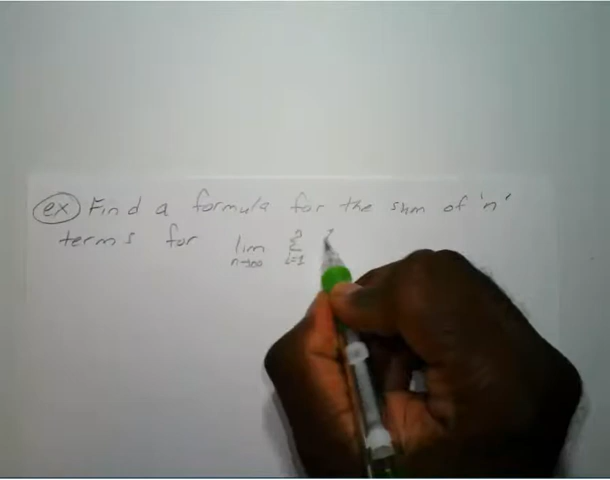 ex Find a formula for the sum of 'n'
terms for lim n→∞ n Σ i=1